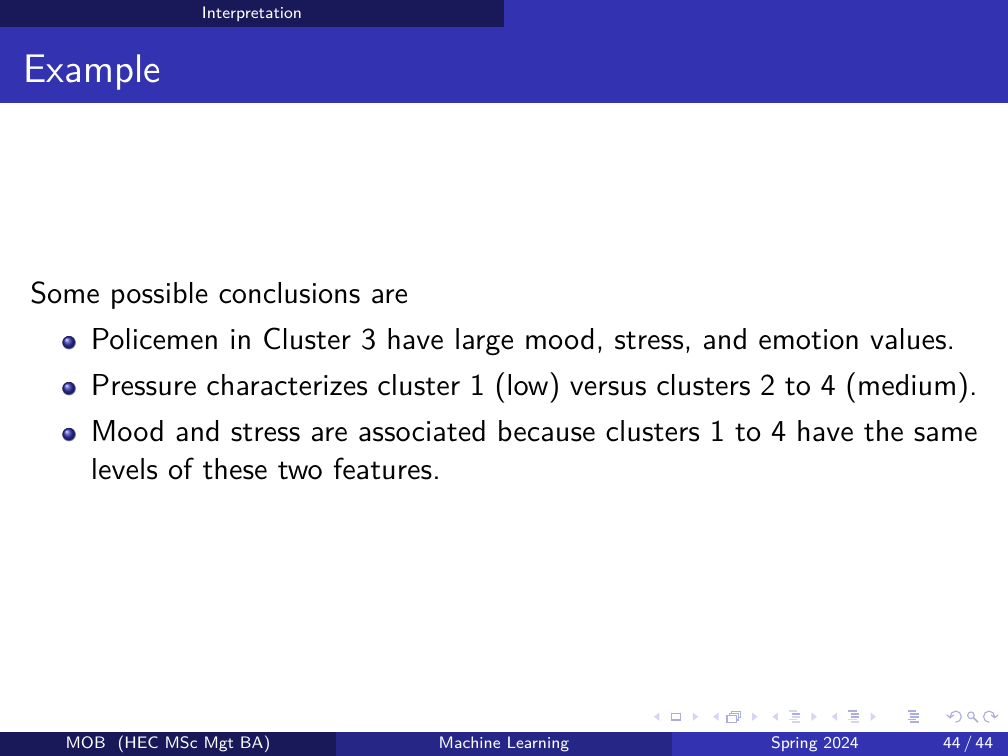 Interpretation
Example
Some possible conclusions are
Policemen in Cluster 3 have large mood, stress, and emotion values.
Pressure characterizes cluster 1 (low) versus clusters 2 to 4 (medium).
Mood and stress are associated because clusters 1 to 4 have the same
levels of these two features.
MOB (HEC MSc Mgt BA) Machine Learning Spring 2024 44 / 44